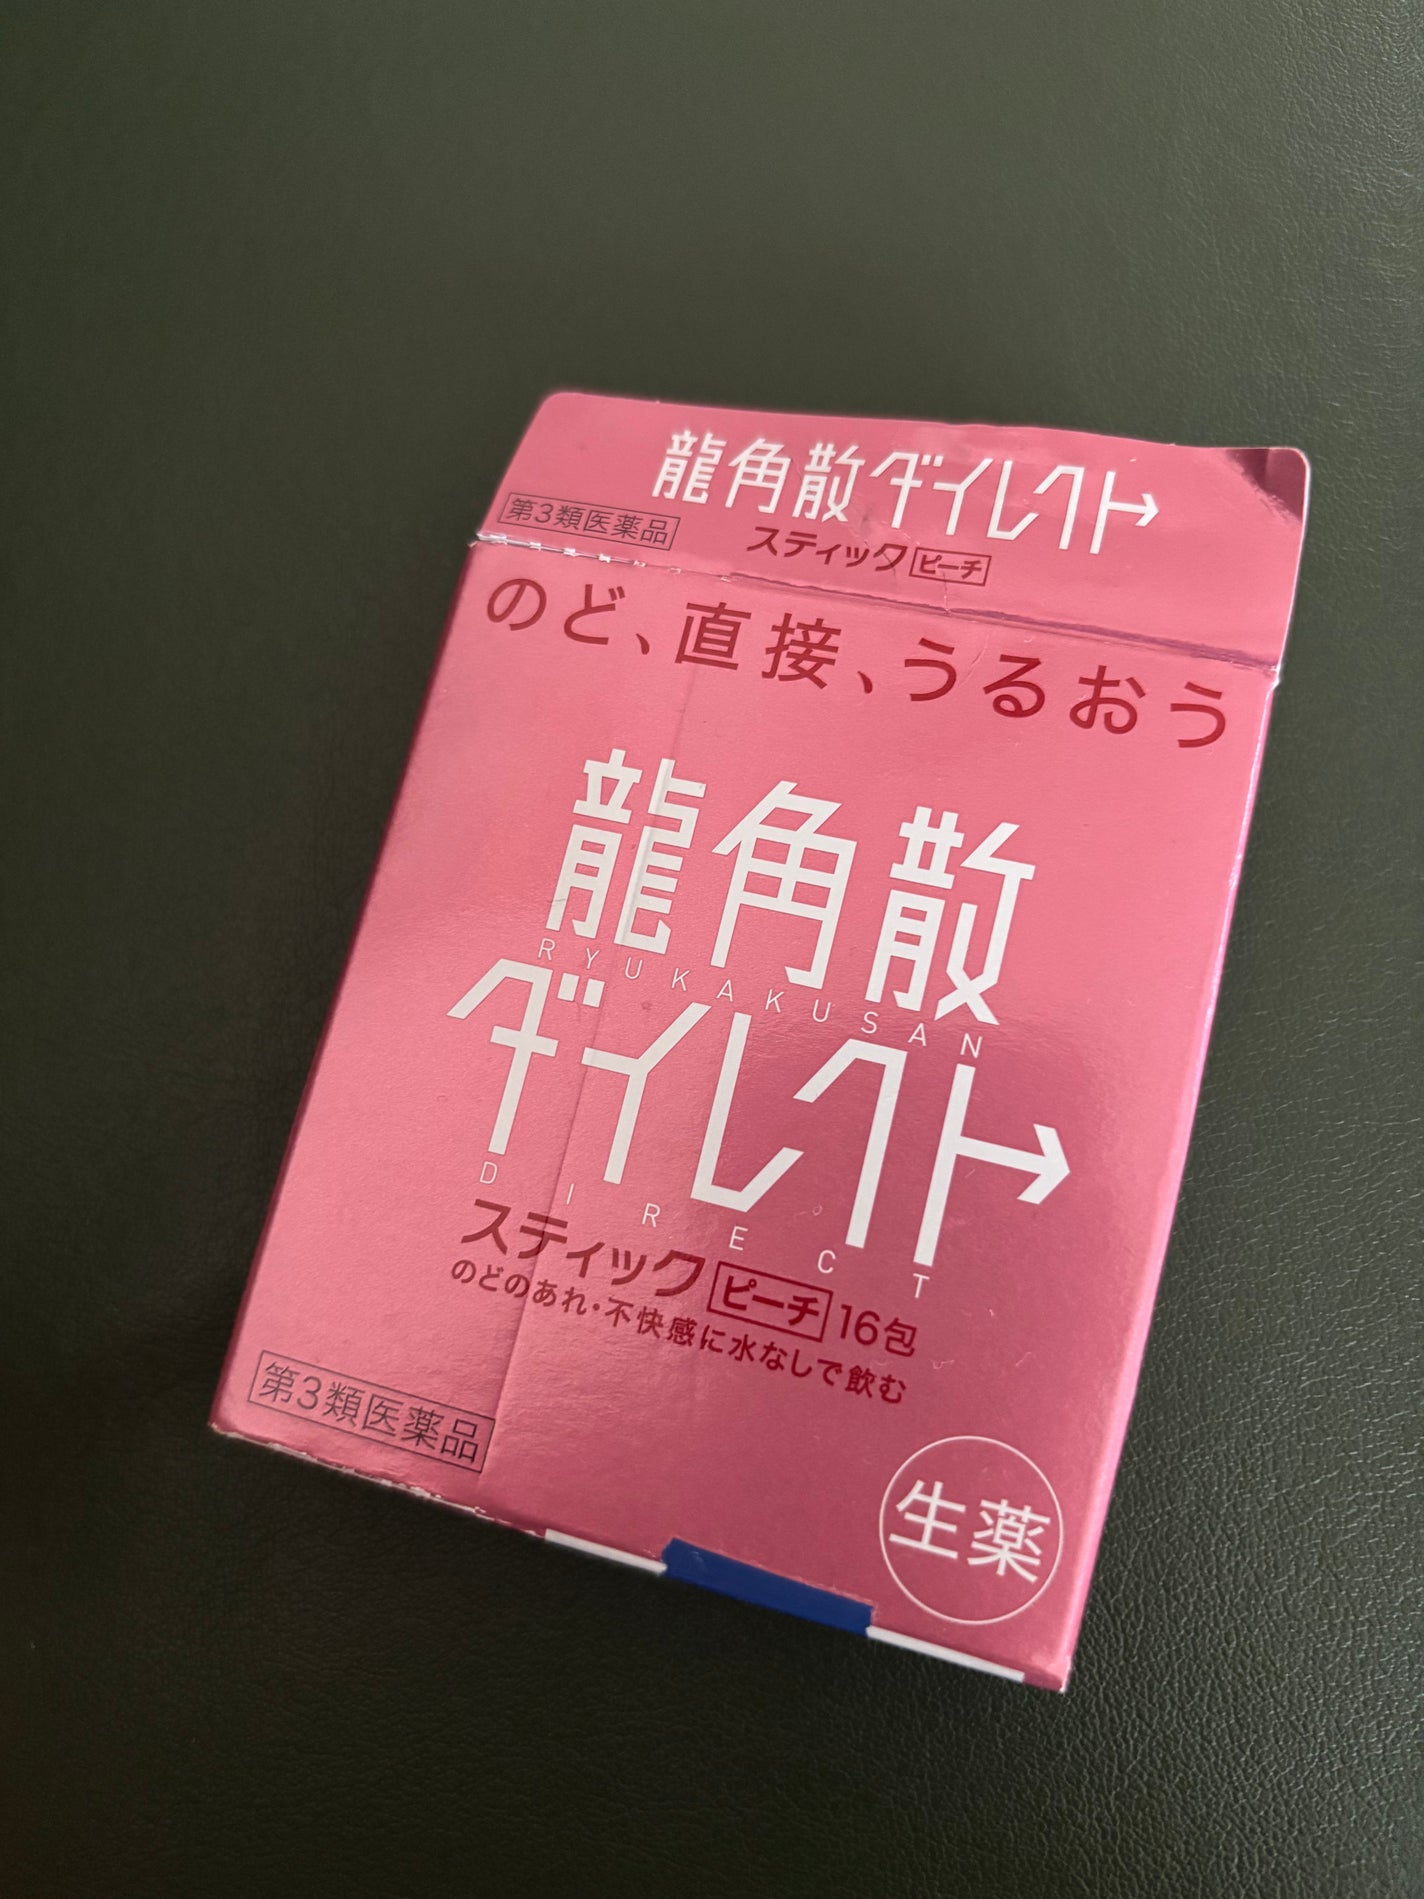 龍角散ダイレクト
第3類医薬品
スティック ピーチ
のど、直接、うるおう
龍角散
RYUKAKUSAN
ダイレクト
DIRECT
スティック ピーチ 16包
のどのあれ・不快感に水なしで飲む
第3類医薬品
生薬